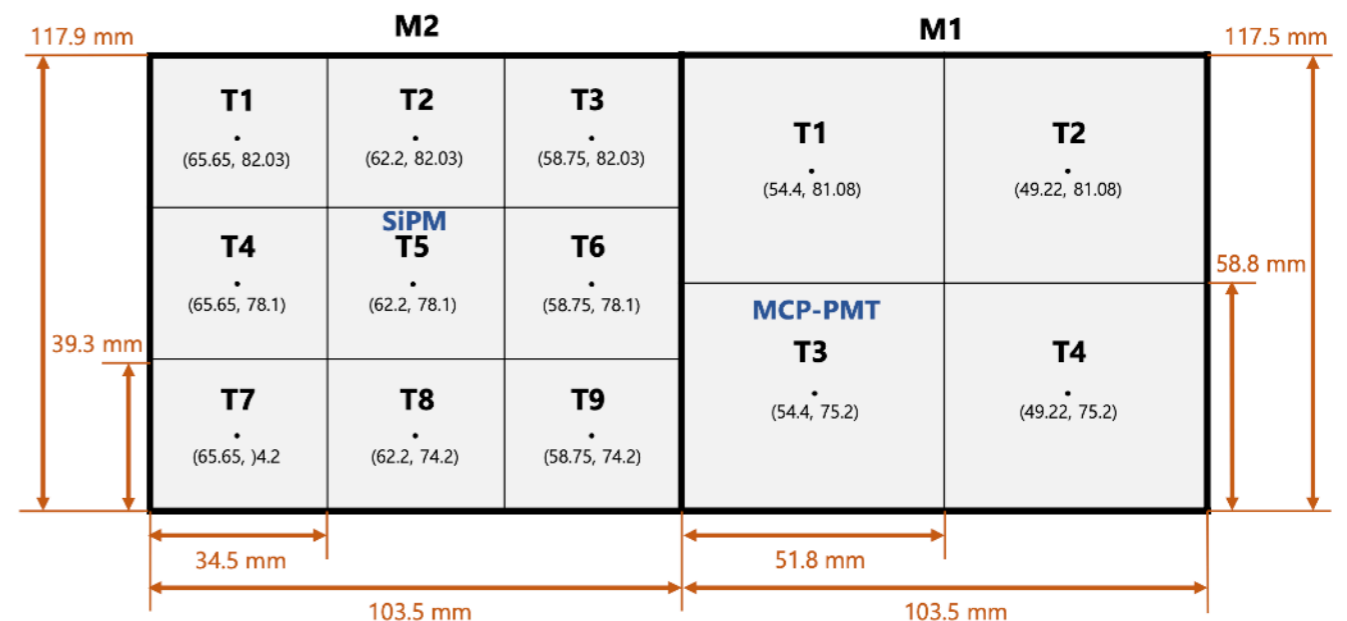 M2
M1
117.9 mm
117.5 mm
T1
(65.65, 82.03)
T2
(62.2, 82.03)
T3
(58.75, 82.03)
T1
(54.4, 81.08)
T2
(49.22, 81.08)
SiPM
T4
(65.65, 78.1)
T5
(62.2, 78.1)
T6
(58.75, 78.1)
58.8 mm
MCP-PMT
39.3 mm
T3
(54.4, 75.2)
T4
(49.22, 75.2)
T7
(65.65, )4.2
T8
(62.2, 74.2)
T9
(58.75, 74.2)
34.5 mm
51.8 mm
103.5 mm
103.5 mm